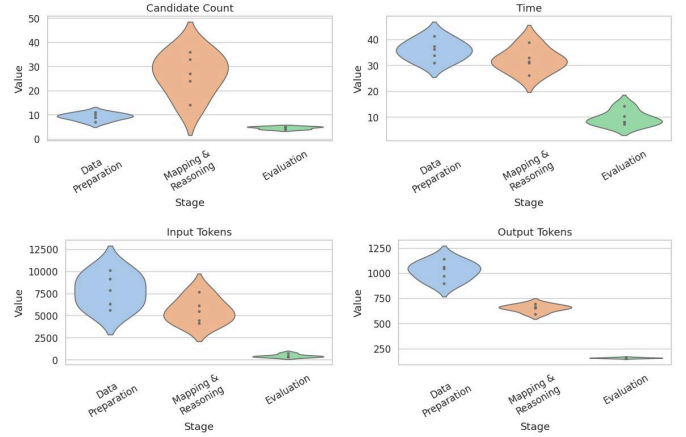 Candidate Count
50
40
30
20
10
0
Value
Data
Preparation
Mapping &
Reasoning
Evaluation
Stage
Time
40
30
20
10
Value
Data
Preparation
Mapping &
Reasoning
Evaluation
Stage
Input Tokens
12500
10000
7500
5000
2500
0
Value
Data
Preparation
Mapping &
Reasoning
Evaluation
Stage
Output Tokens
1250
1000
750
500
250
Value
Data
Preparation
Mapping &
Reasoning
Evaluation
Stage